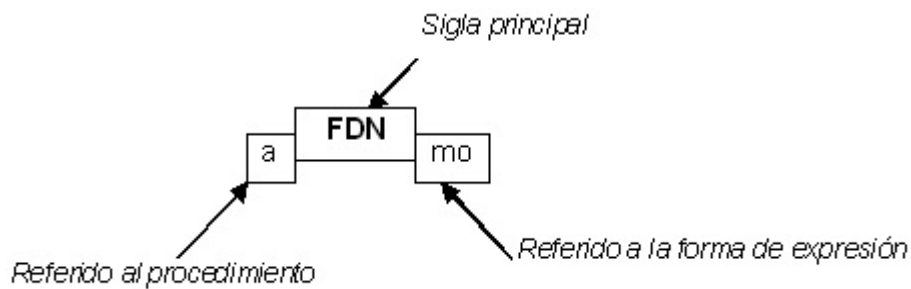 Sigla principal
FDN
a
mo
Referido a la forma de expresión
Referido al procedimiento